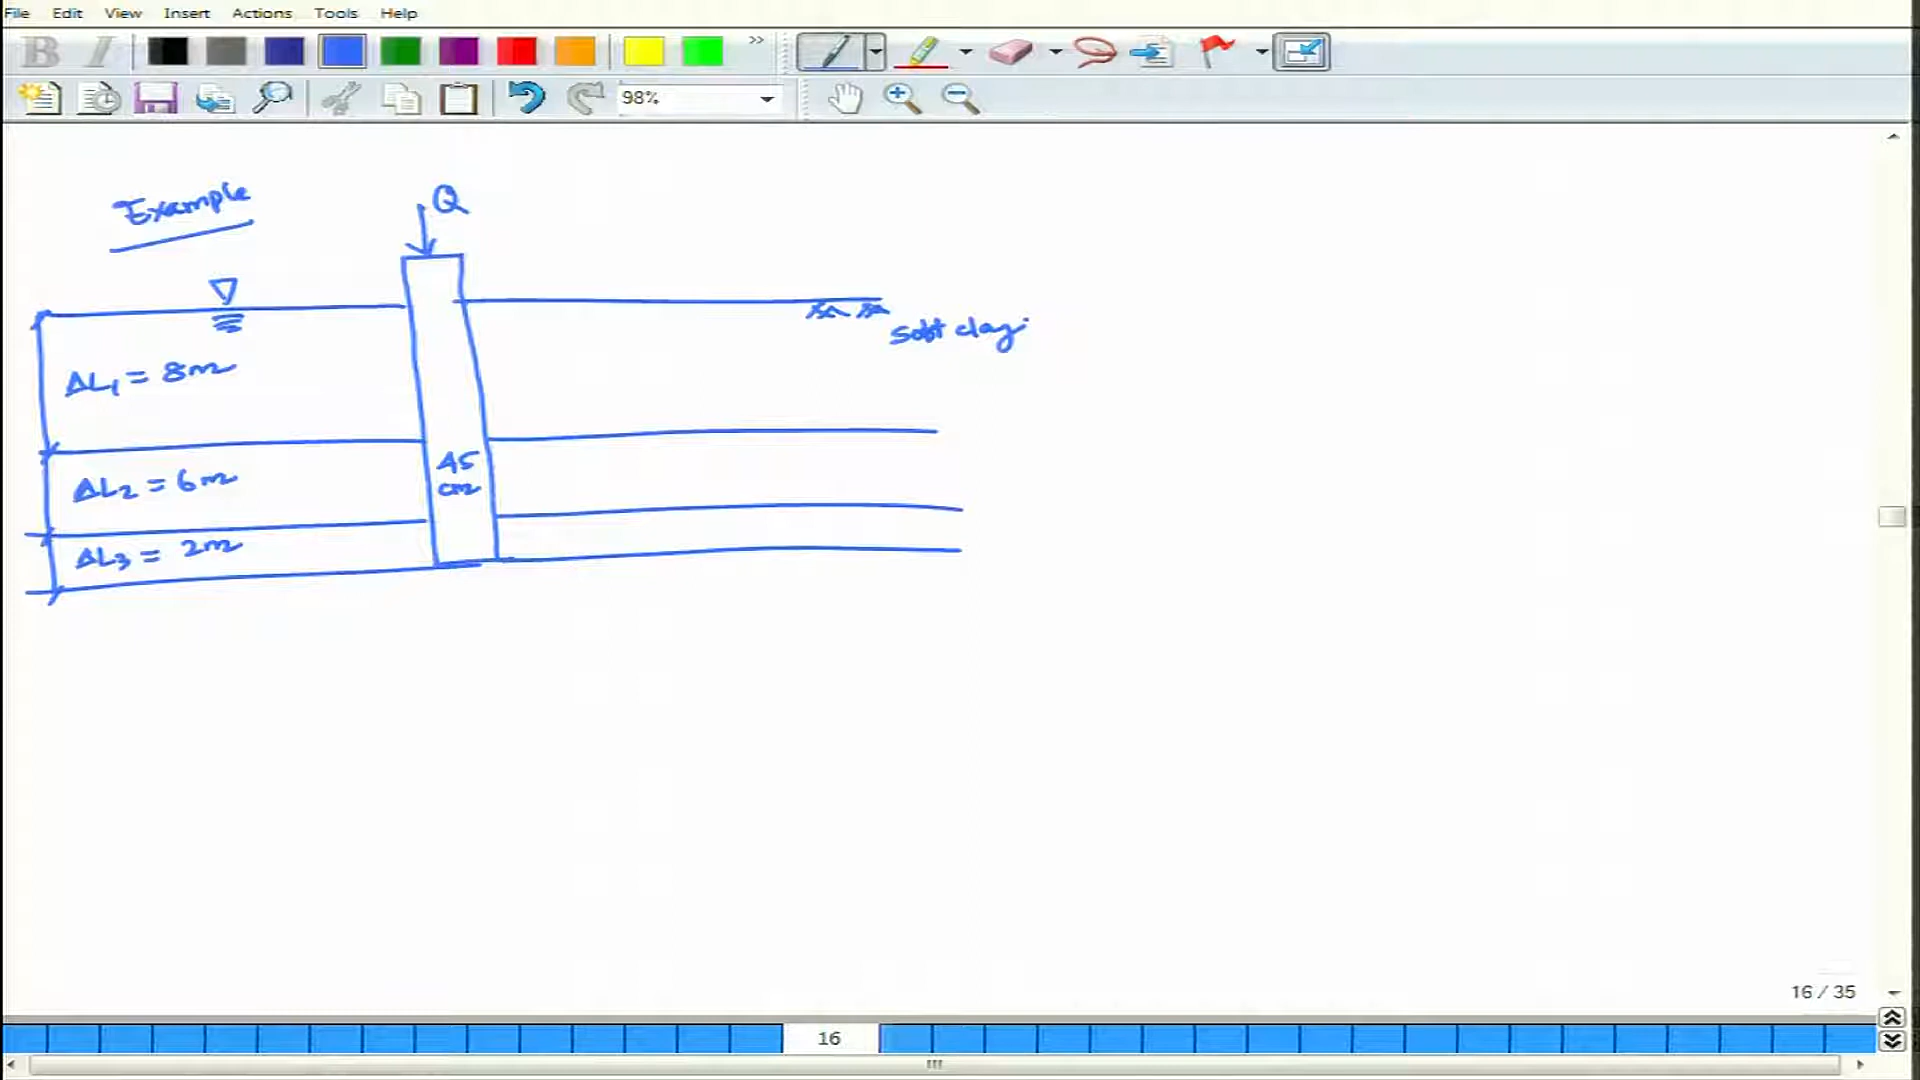 File Edit View Insert Actions Tools Help
B I
98%
Example
Q
soft clay
ΔL₁ = 8m
45
cm
ΔL₂ = 6m
ΔL₃ = 2m
16 / 35
16